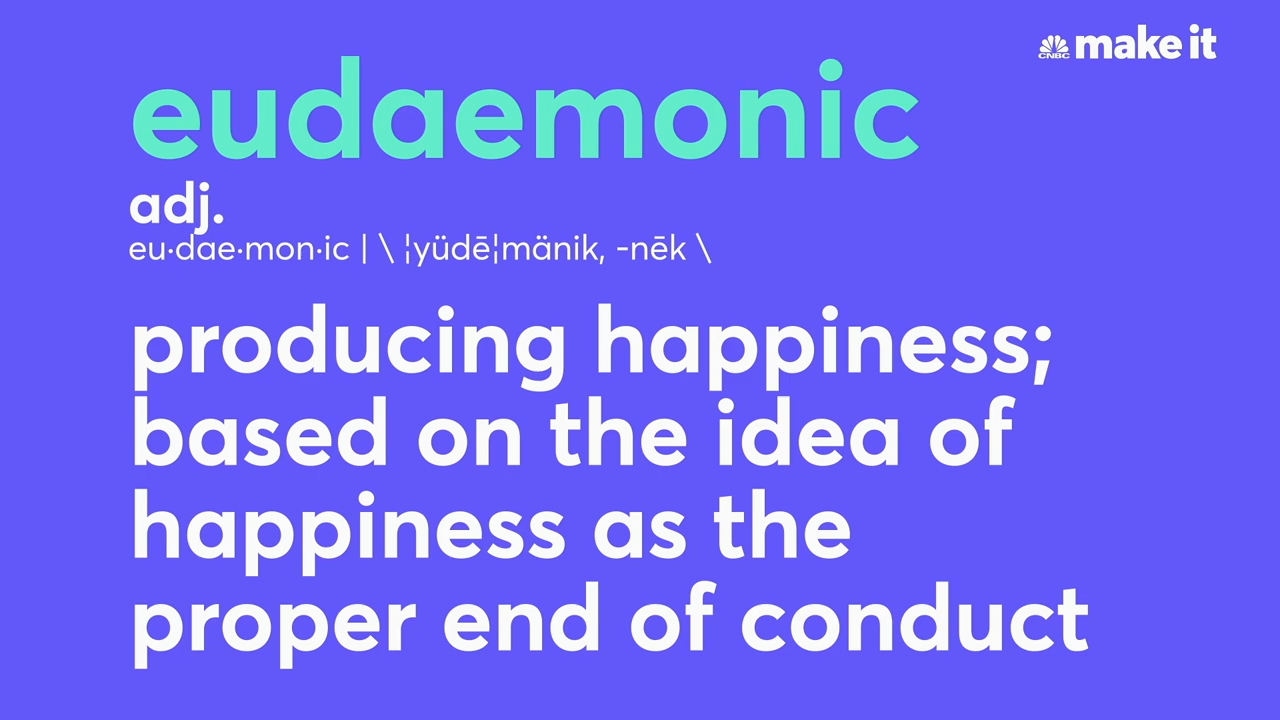 CNBC make it
eudaemonic
adj.
eu·dae·mon·ic | \ ¦yüdē¦mänik, -nēk \
producing happiness;
based on the idea of
happiness as the
proper end of conduct